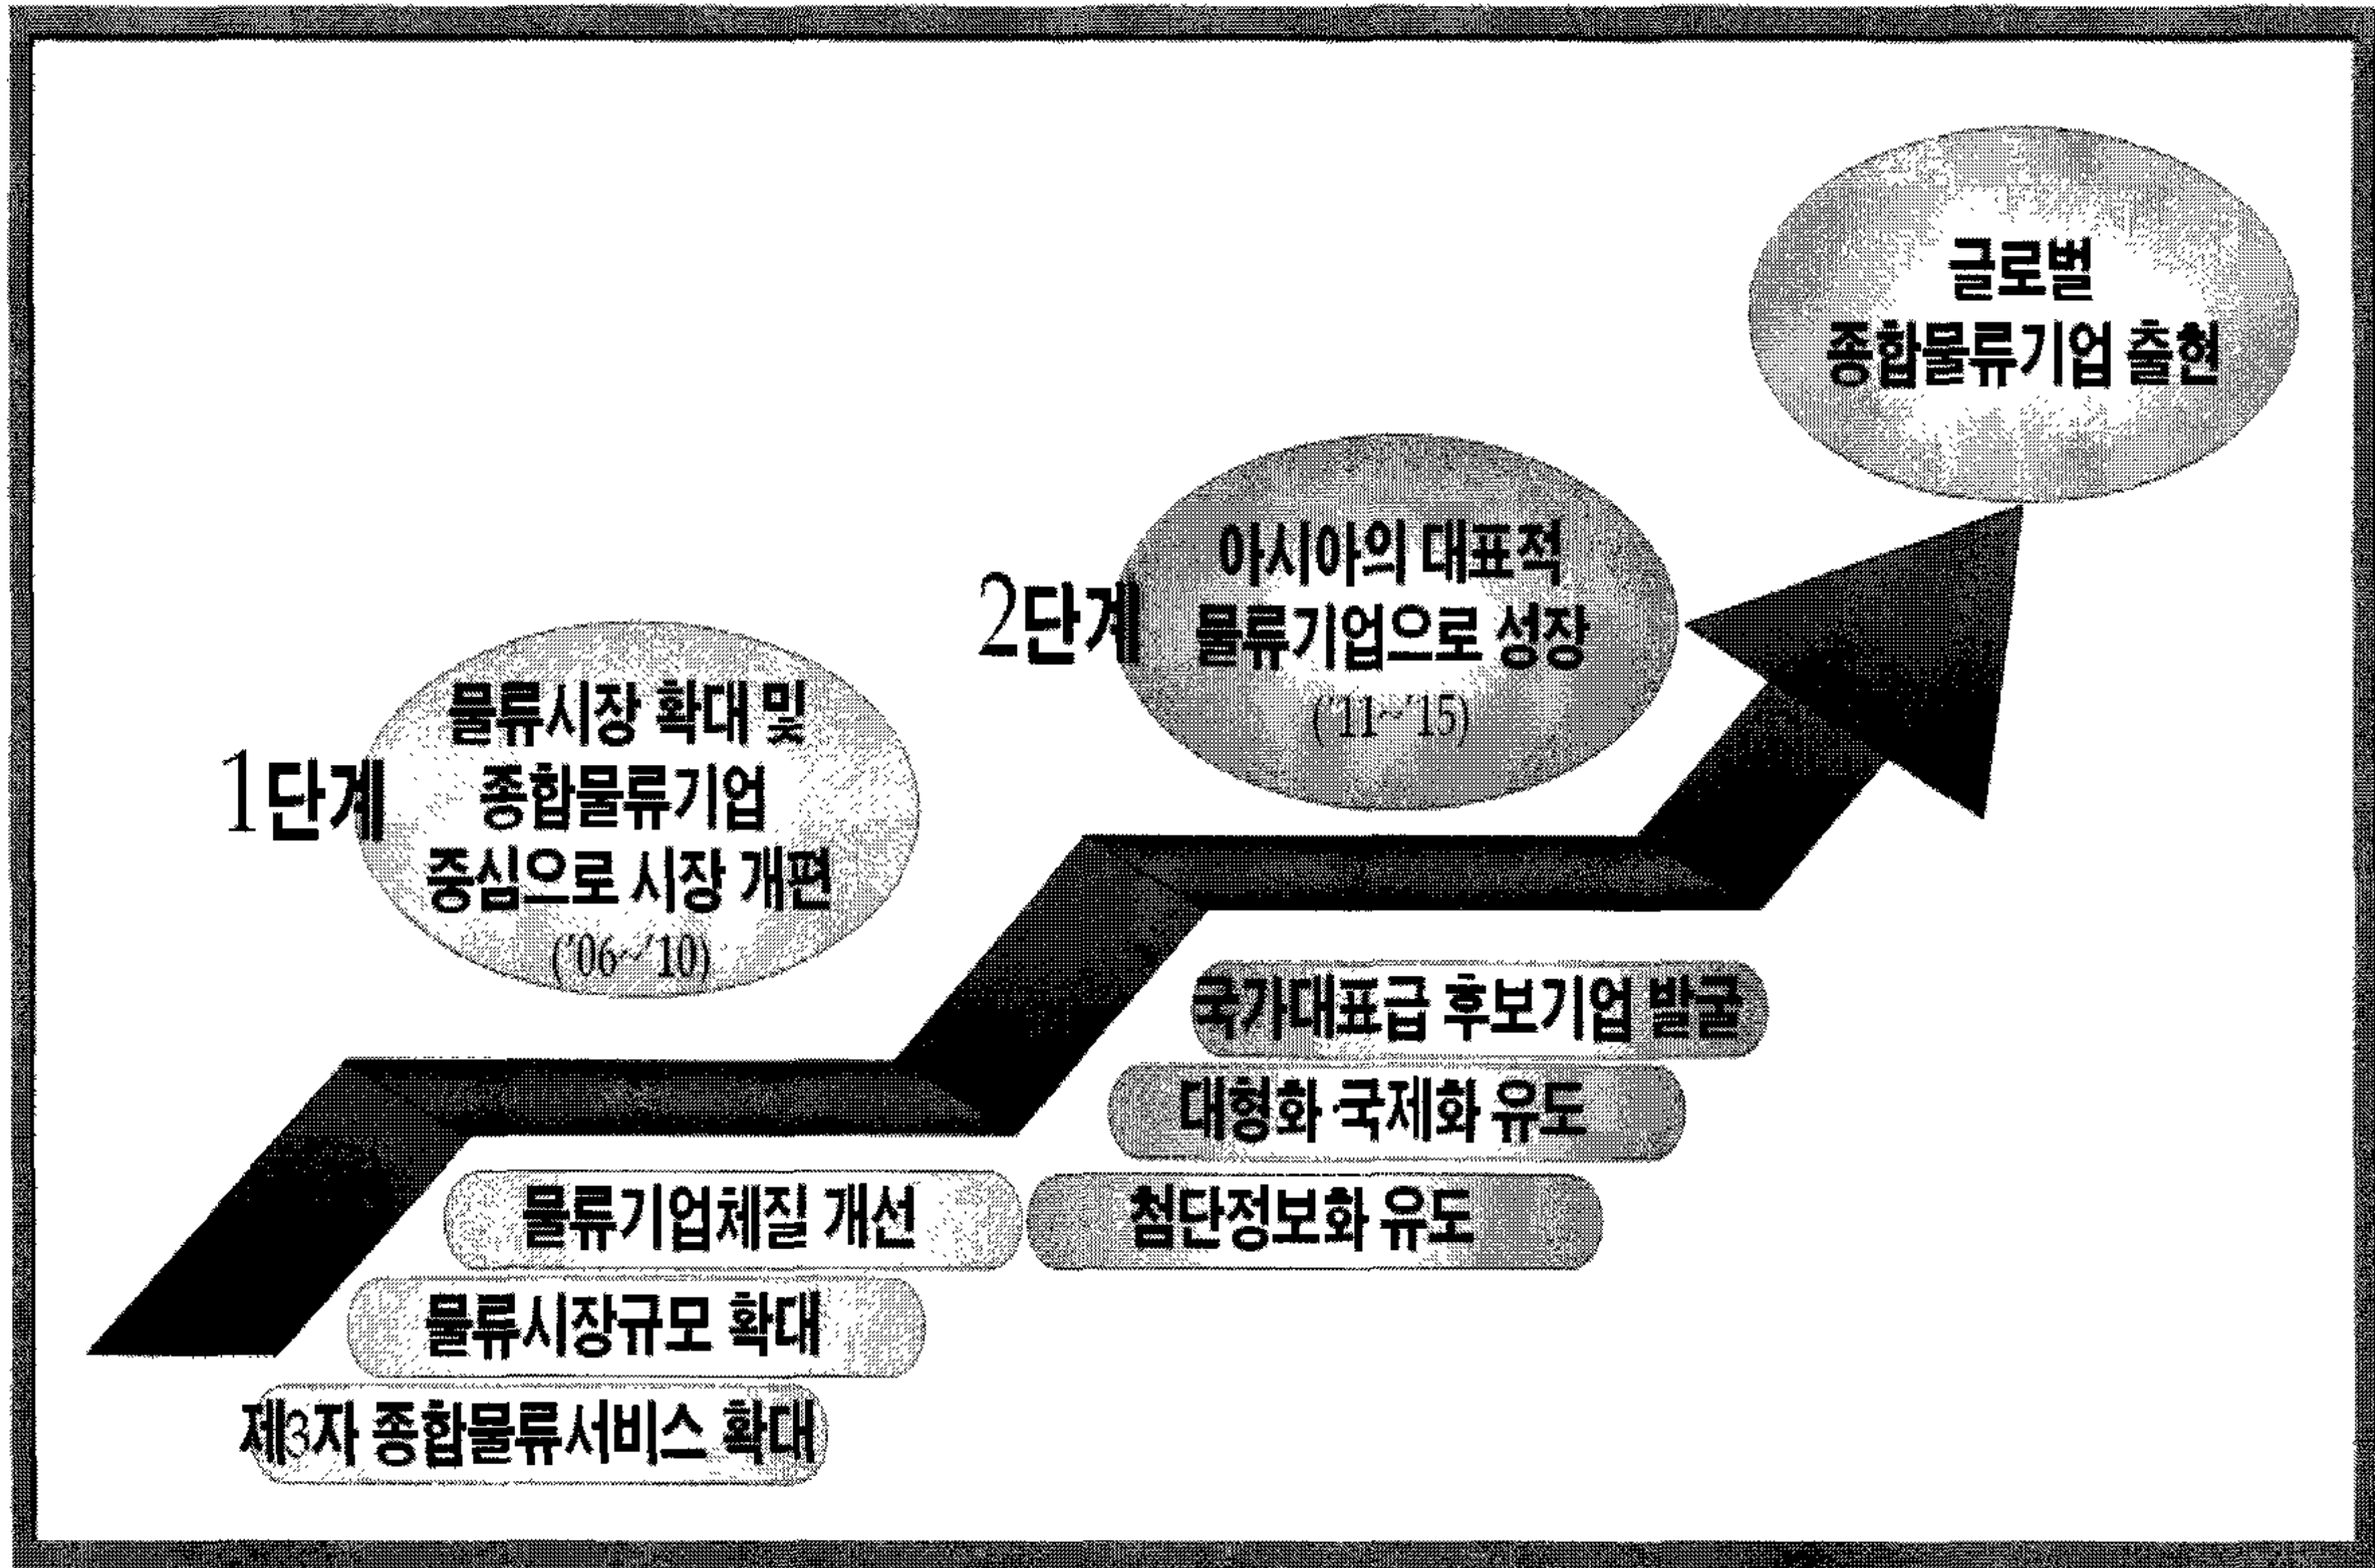 글로벌
종합물류기업 출현
2단계
아시아의 대표적
물류기업으로 성장
('11~'15)
1단계
물류시장 확대 및
종합물류기업
중심으로 시장 개편
('06~'10)
국가대표급 후보기업 발굴
대형화·국제화 유도
첨단정보화 유도
물류기업체질 개선
물류시장규모 확대
제3자 종합물류서비스 확대